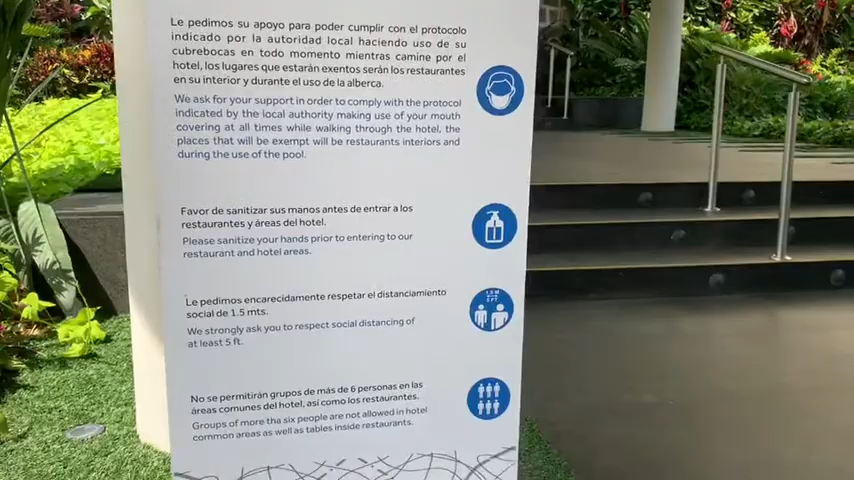 Le pedimos su apoyo para poder cumplir con el protocolo
indicado por la autoridad local haciendo uso de su
cubrebocas en todo momento mientras camine por el
hotel, los lugares que estarán exentos serán los restaurantes
en su interior y durante el uso de la alberca.
We ask for your support in order to comply with the protocol
indicated by the local authority making use of your mouth
covering at all times while walking through the hotel, the
places that will be exempt will be restaurants interiors and
during the use of the pool.
Favor de sanitizar sus manos antes de entrar a los
restaurantes y áreas del hotel.
Please sanitize your hands prior to entering to our
restaurant and hotel areas.
Le pedimos encarecidamente respetar el distanciamiento
social de 1.5 mts.
We strongly ask you to respect social distancing of
at least 5 ft.
1.5 M
5 FT
No se permitirán grupos de más de 6 personas en las
áreas comunes del hotel, así como los restaurantes.
Groups of more the six people are not allowed in hotel
common areas as well as tables inside restaurants.